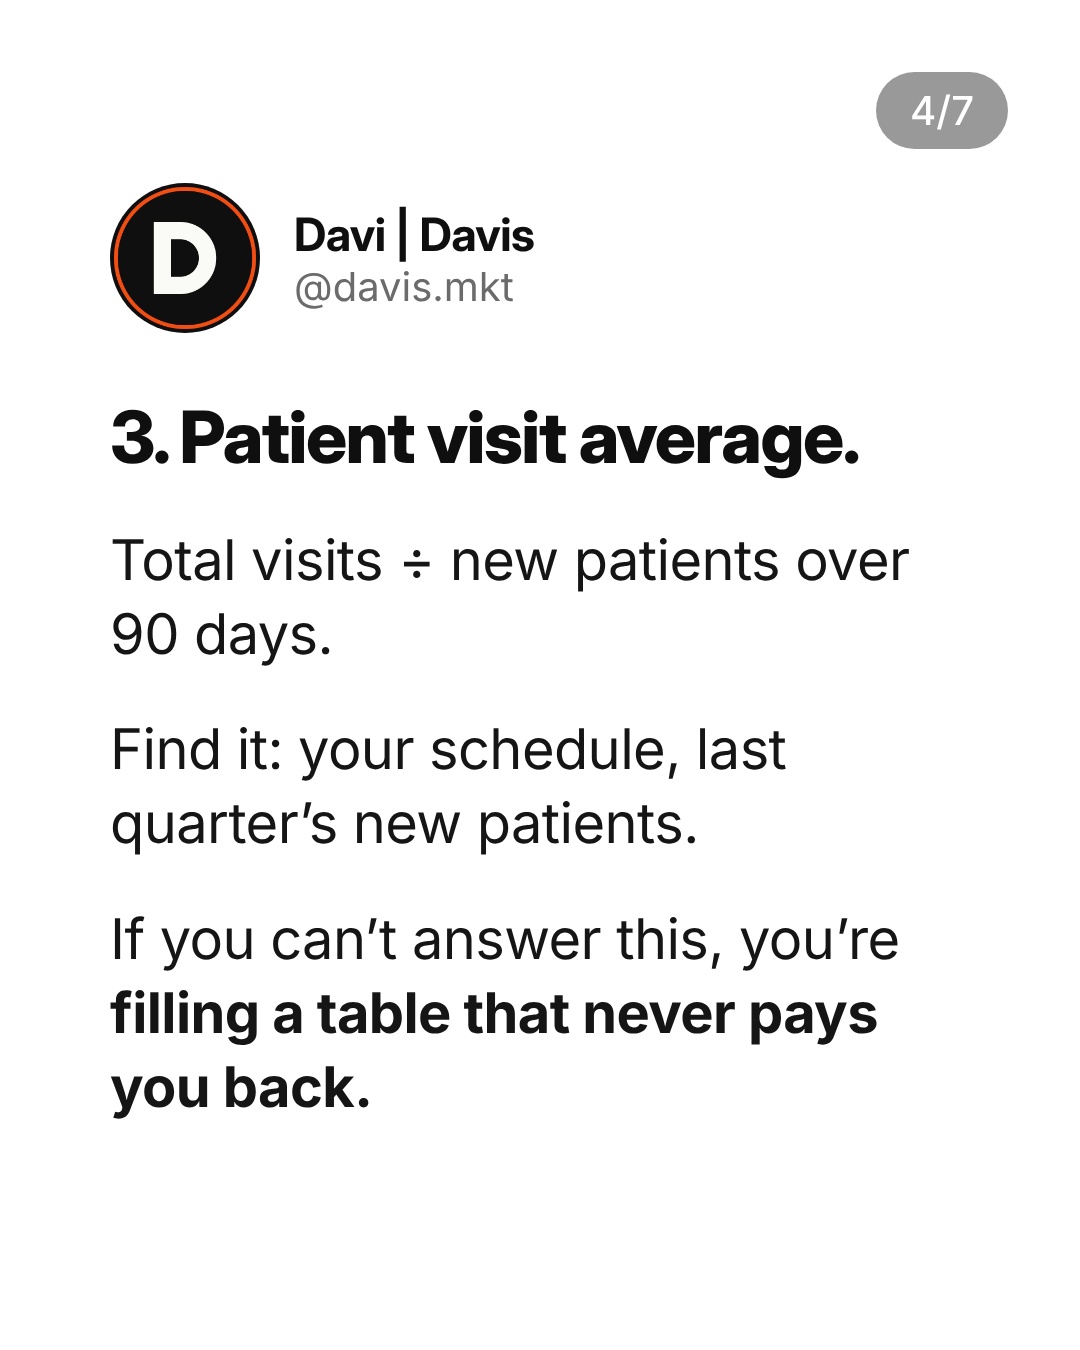 4/7
D
Davi | Davis
@davis.mkt
3. Patient visit average.
Total visits ÷ new patients over
90 days.
Find it: your schedule, last
quarter’s new patients.
If you can’t answer this, you’re
filling a table that never pays
you back.